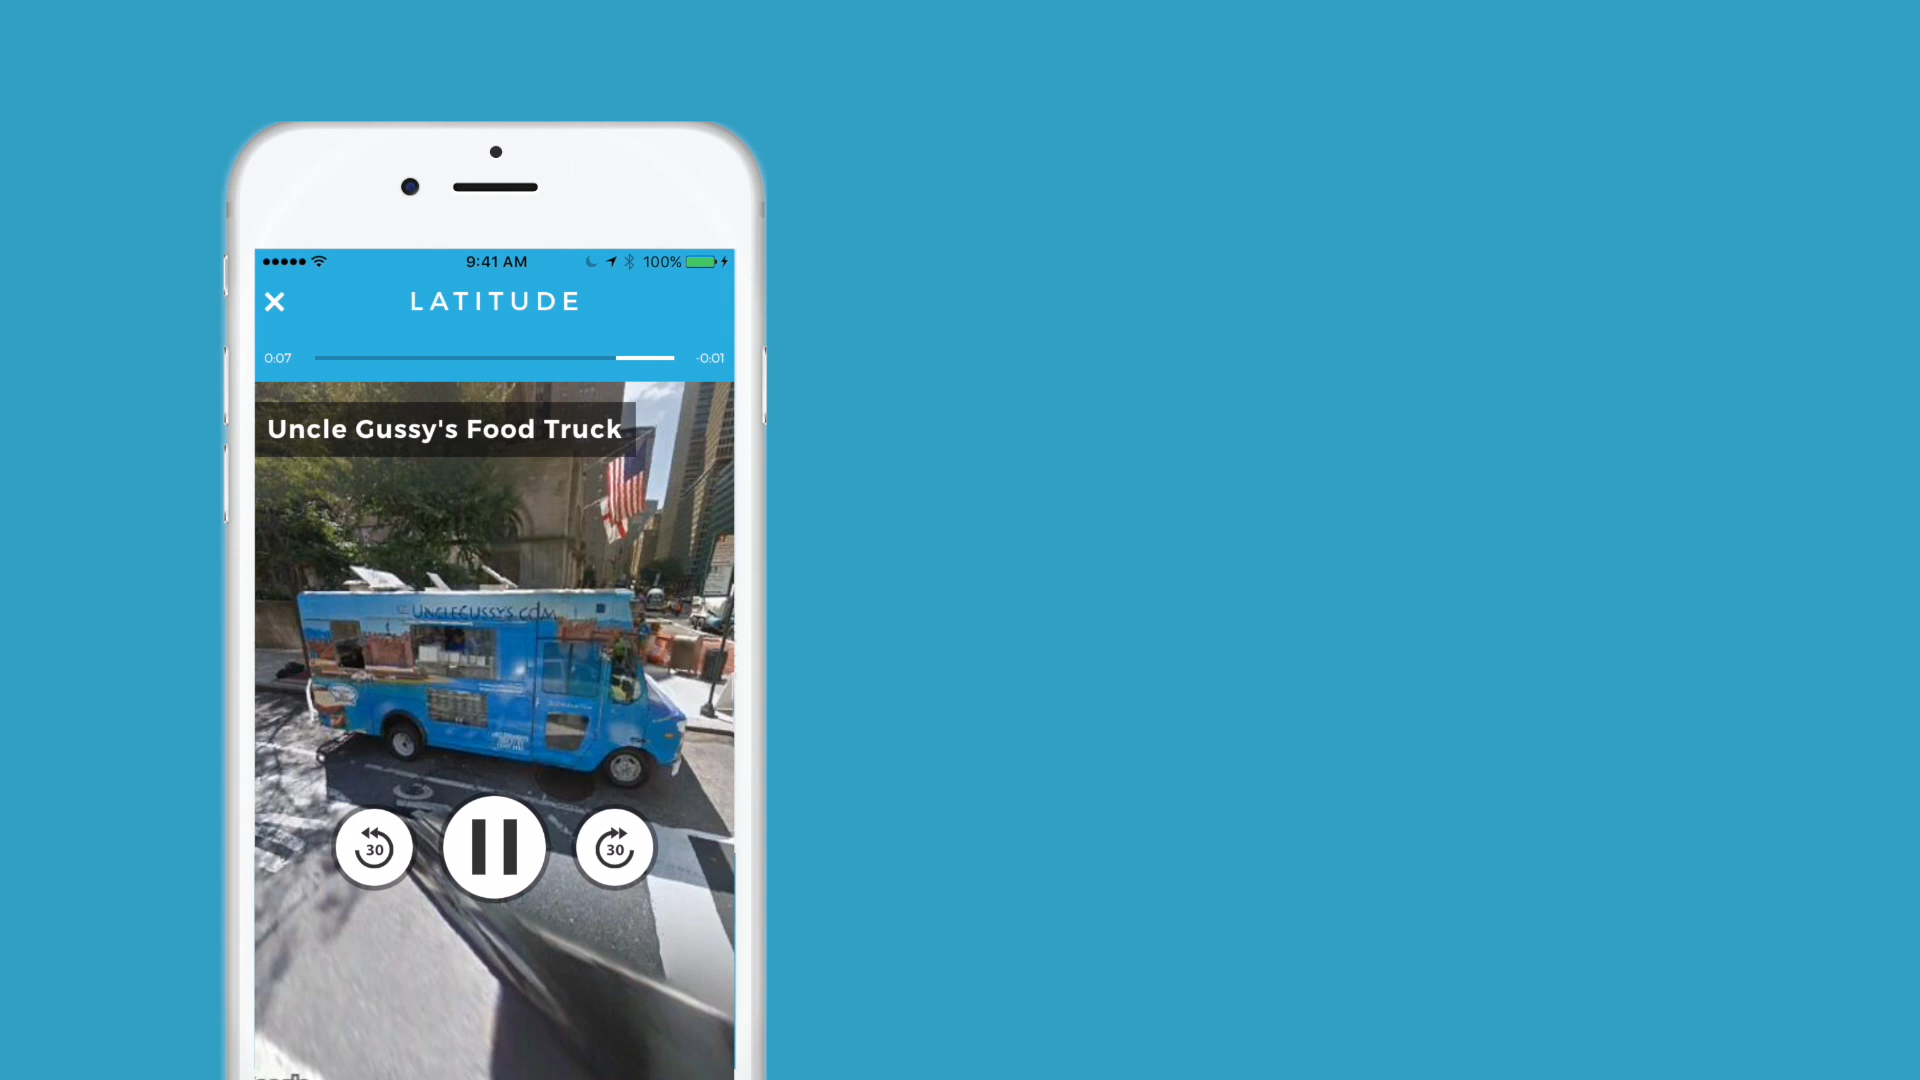 9:41 AM
100%
LATITUDE
0:07
-0:01
Uncle Gussy's Food Truck
UNCLEGUSSYS.COM
30
30